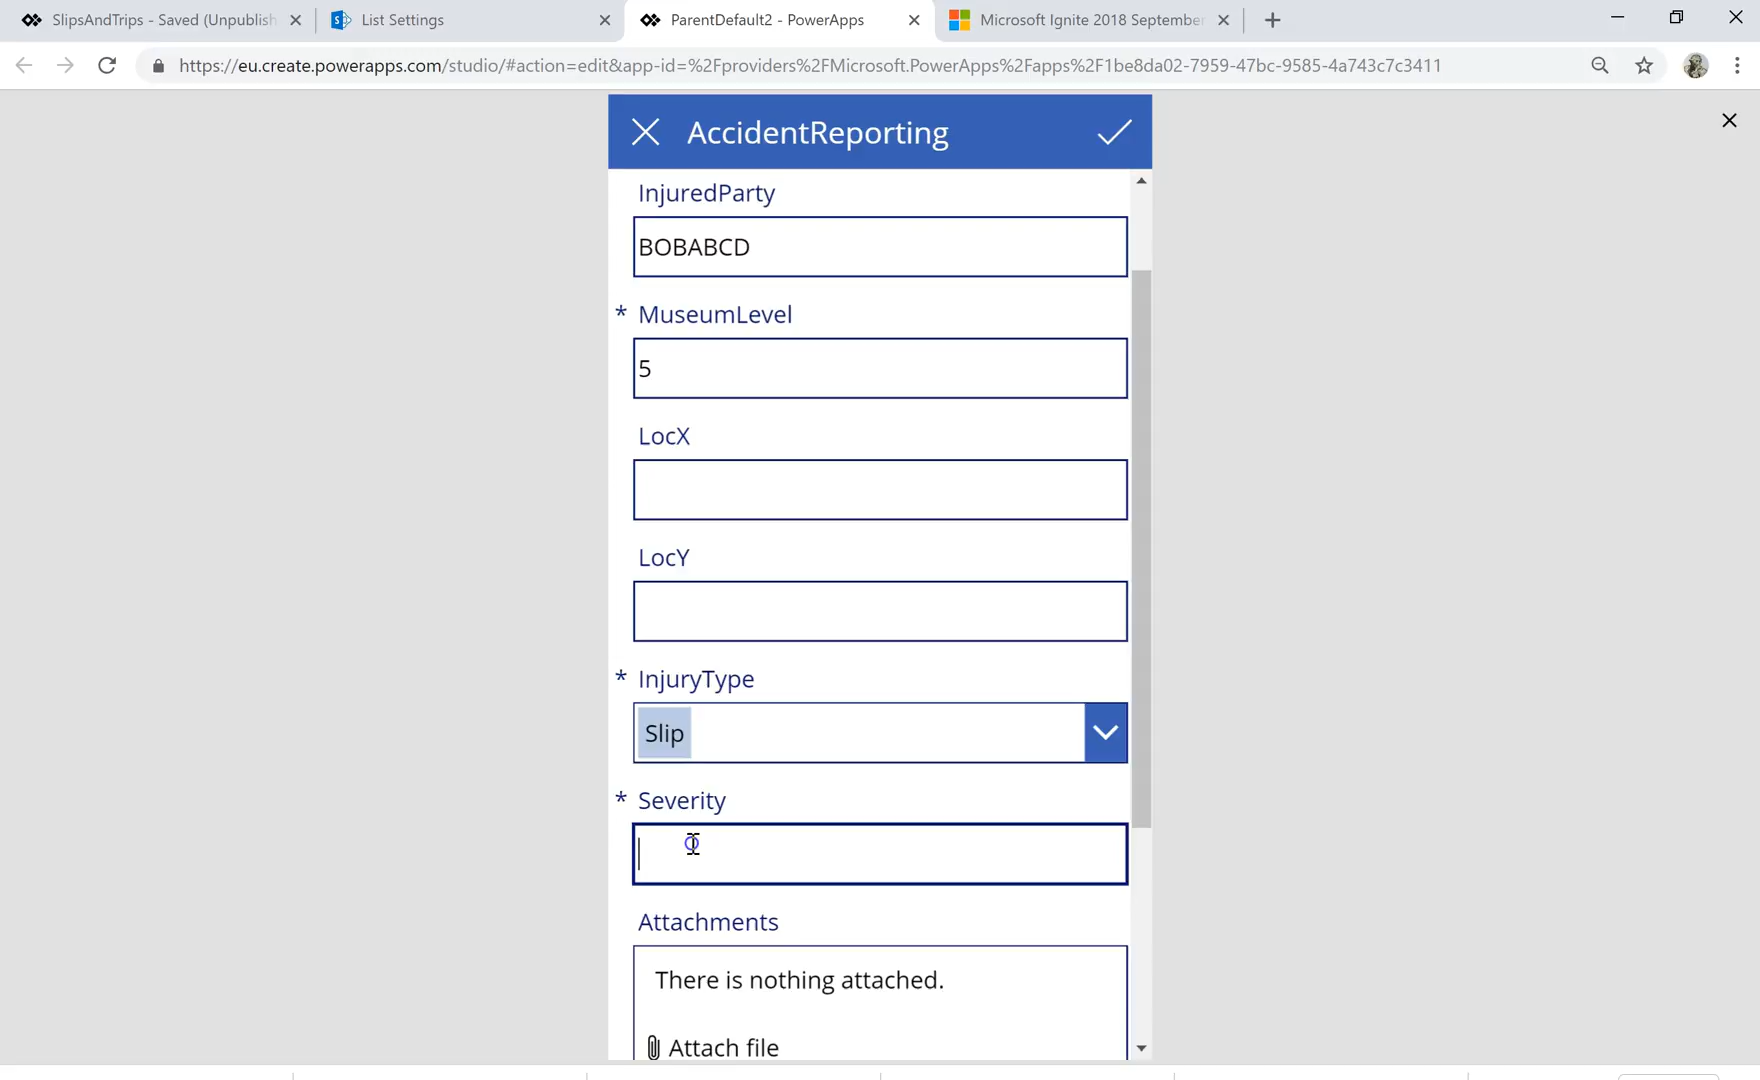 SlipsAndTrips - Saved (Unpublish
List Settings
ParentDefault2 - PowerApps
Microsoft Ignite 2018 September
https://eu.create.powerapps.com/studio/#action=edit&app-id=%2Fproviders%2FMicrosoft.PowerApps%2Fapps%2F1be8da02-7959-47bc-9585-4a743c7c3411
AccidentReporting
InjuredParty
BOBABCD
* MuseumLevel
5
LocX
LocY
* InjuryType
Slip
* Severity
Attachments
There is nothing attached.
Attach file